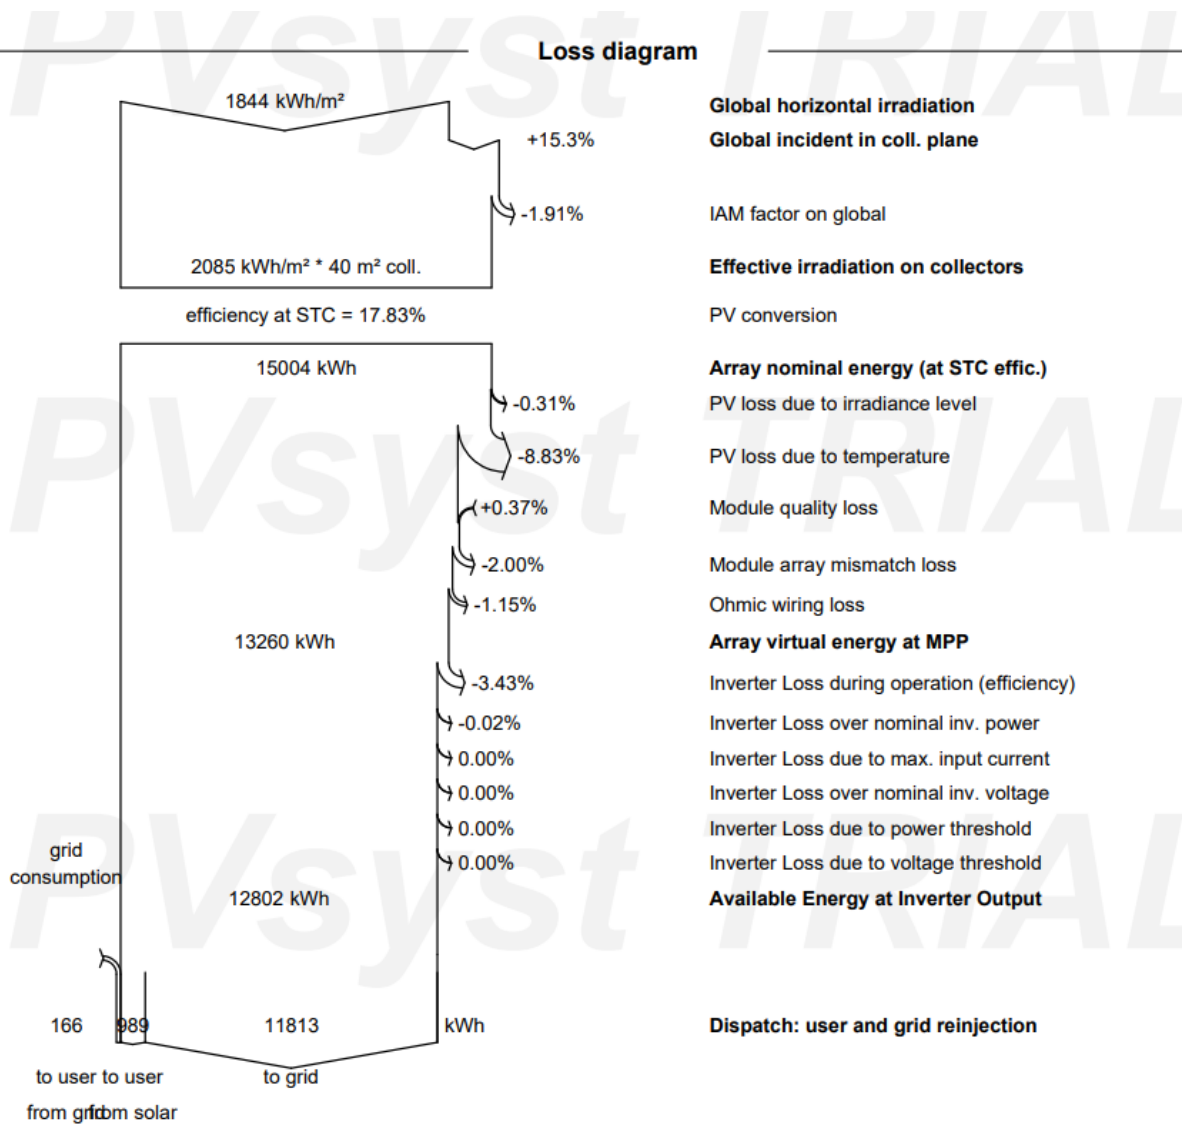 PVsyst TRIAL
Loss diagram
1844 kWh/m² Global horizontal irradiation
+15.3% Global incident in coll. plane
-1.91% IAM factor on global
2085 kWh/m² * 40 m² coll. Effective irradiation on collectors
efficiency at STC = 17.83% PV conversion
15004 kWh Array nominal energy (at STC effic.)
-0.31% PV loss due to irradiance level
PVsyst TRIAL
-8.83% PV loss due to temperature
+0.37% Module quality loss
-2.00% Module array mismatch loss
-1.15% Ohmic wiring loss
13260 kWh Array virtual energy at MPP
-3.43% Inverter Loss during operation (efficiency)
-0.02% Inverter Loss over nominal inv. power
0.00% Inverter Loss due to max. input current
0.00% Inverter Loss over nominal inv. voltage
0.00% Inverter Loss due to power threshold
grid
0.00% Inverter Loss due to voltage threshold
consumption
PVsyst TRIAL
12802 kWh Available Energy at Inverter Output
166 989 11813 kWh Dispatch: user and grid reinjection
to user to user to grid
from grid from solar